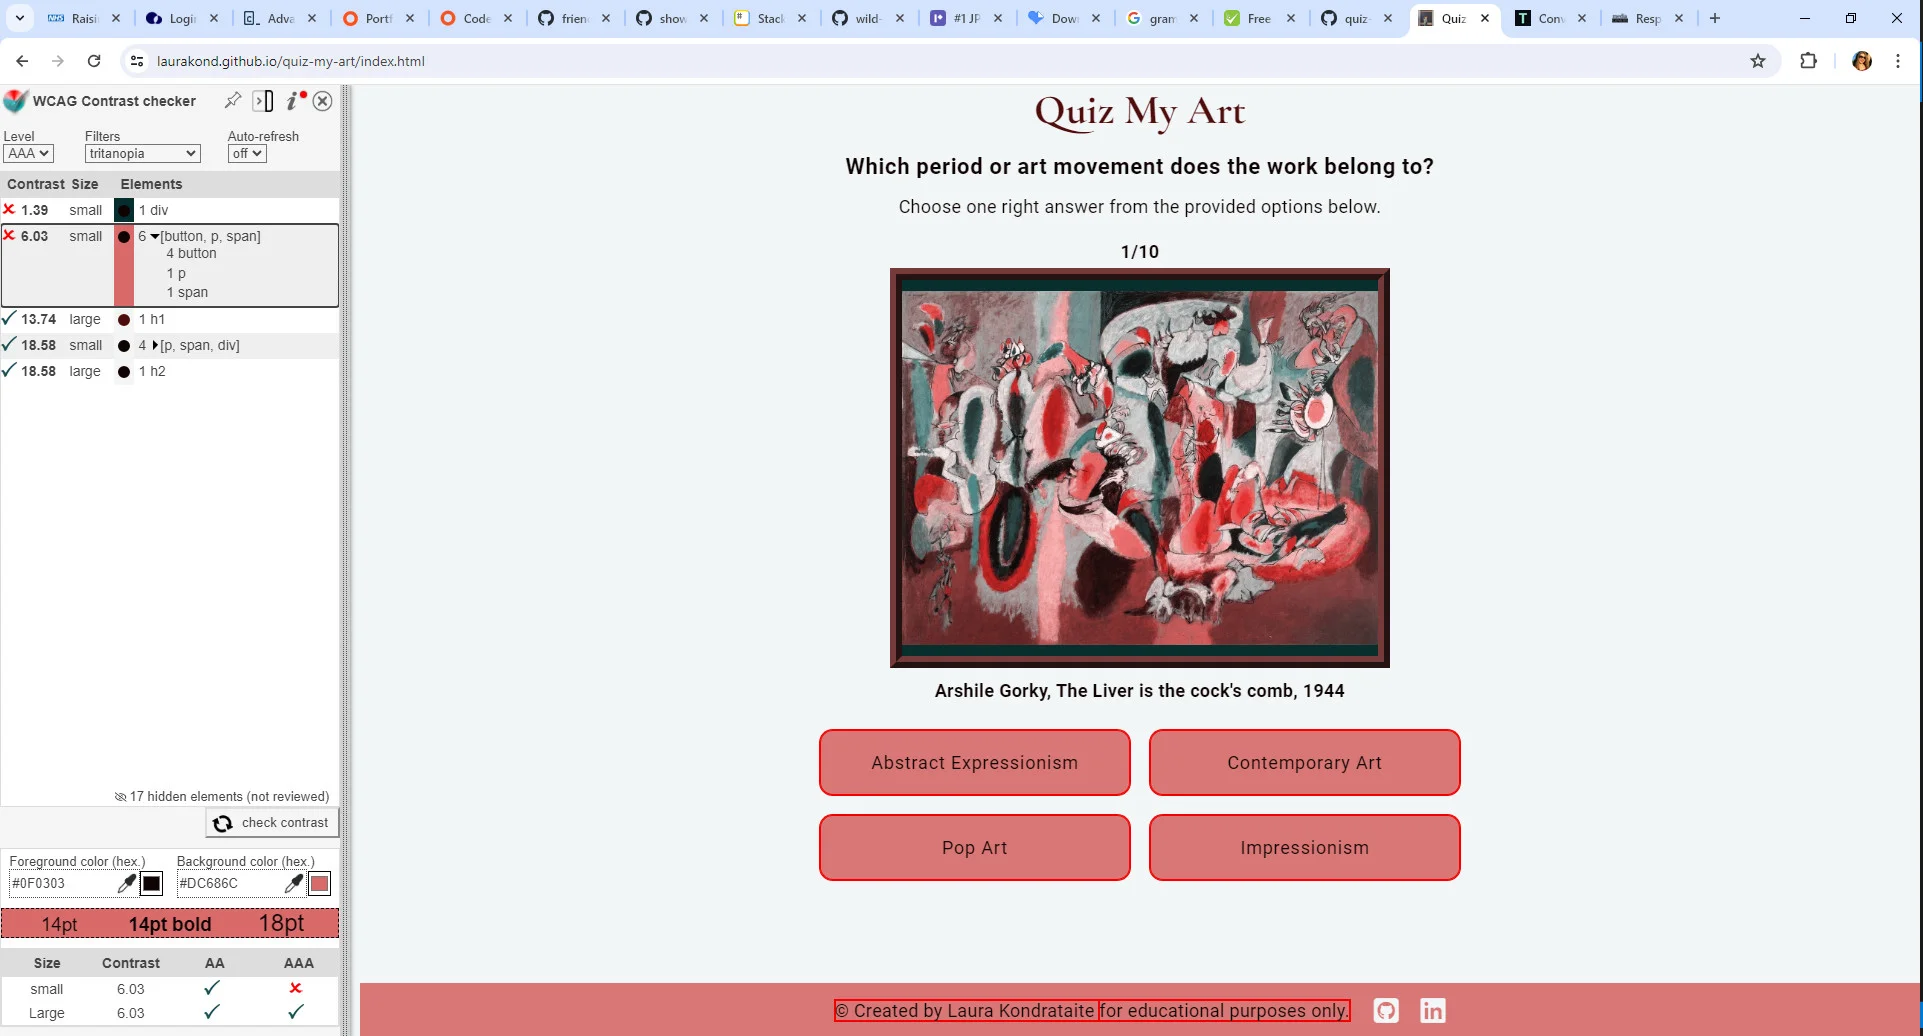 Raisi
Logi
Adva
Portf
Code
frien
show
Stack
wild-
#1 JP
Dow
gram
Free
quiz-
Quiz
Con
Resp
laurakond.github.io/quiz-my-art/index.html
WCAG Contrast checker
Level Filters Auto-refresh
AAA tritanopia off
Contrast Size Elements
1.39 small 1 div
6.03 small 6 [button, p, span]
4 button
1 p
1 span
13.74 large 1 h1
18.58 small 4 [p, span, div]
18.58 large 1 h2
17 hidden elements (not reviewed)
check contrast
Foreground color (hex.) Background color (hex.)
#0F0303 #DC686C
14pt 14pt bold 18pt
Size Contrast AA AAA
small 6.03
Large 6.03
Quiz My Art
Which period or art movement does the work belong to?
Choose one right answer from the provided options below.
1/10
Arshile Gorky, The Liver is the cock's comb, 1944
Abstract Expressionism
Contemporary Art
Pop Art
Impressionism
© Created by Laura Kondrataite for educational purposes only.